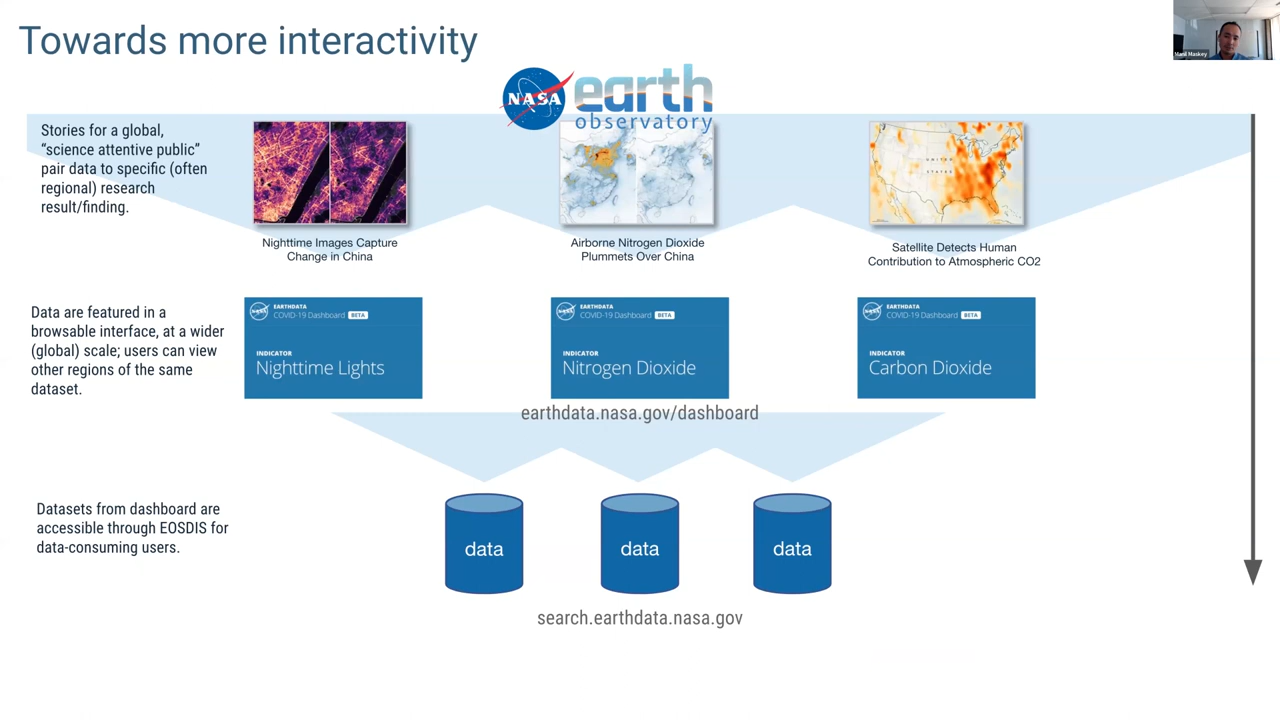 Towards more interactivity
Manil Maskey
NASA
earth
observatory
Stories for a global,
“science attentive public”
pair data to specific (often
regional) research
result/finding.
UNITED
STATES
Nighttime Images Capture
Change in China
Airborne Nitrogen Dioxide
Plummets Over China
Satellite Detects Human
Contribution to Atmospheric CO2
Data are featured in a
browsable interface, at a wider
(global) scale; users can view
other regions of the same
dataset.
EARTHDATA
COVID-19 Dashboard BETA
INDICATOR
Nighttime Lights
EARTHDATA
COVID-19 Dashboard BETA
INDICATOR
Nitrogen Dioxide
EARTHDATA
COVID-19 Dashboard BETA
INDICATOR
Carbon Dioxide
earthdata.nasa.gov/dashboard
Datasets from dashboard are
accessible through EOSDIS for
data-consuming users.
data
data
data
search.earthdata.nasa.gov